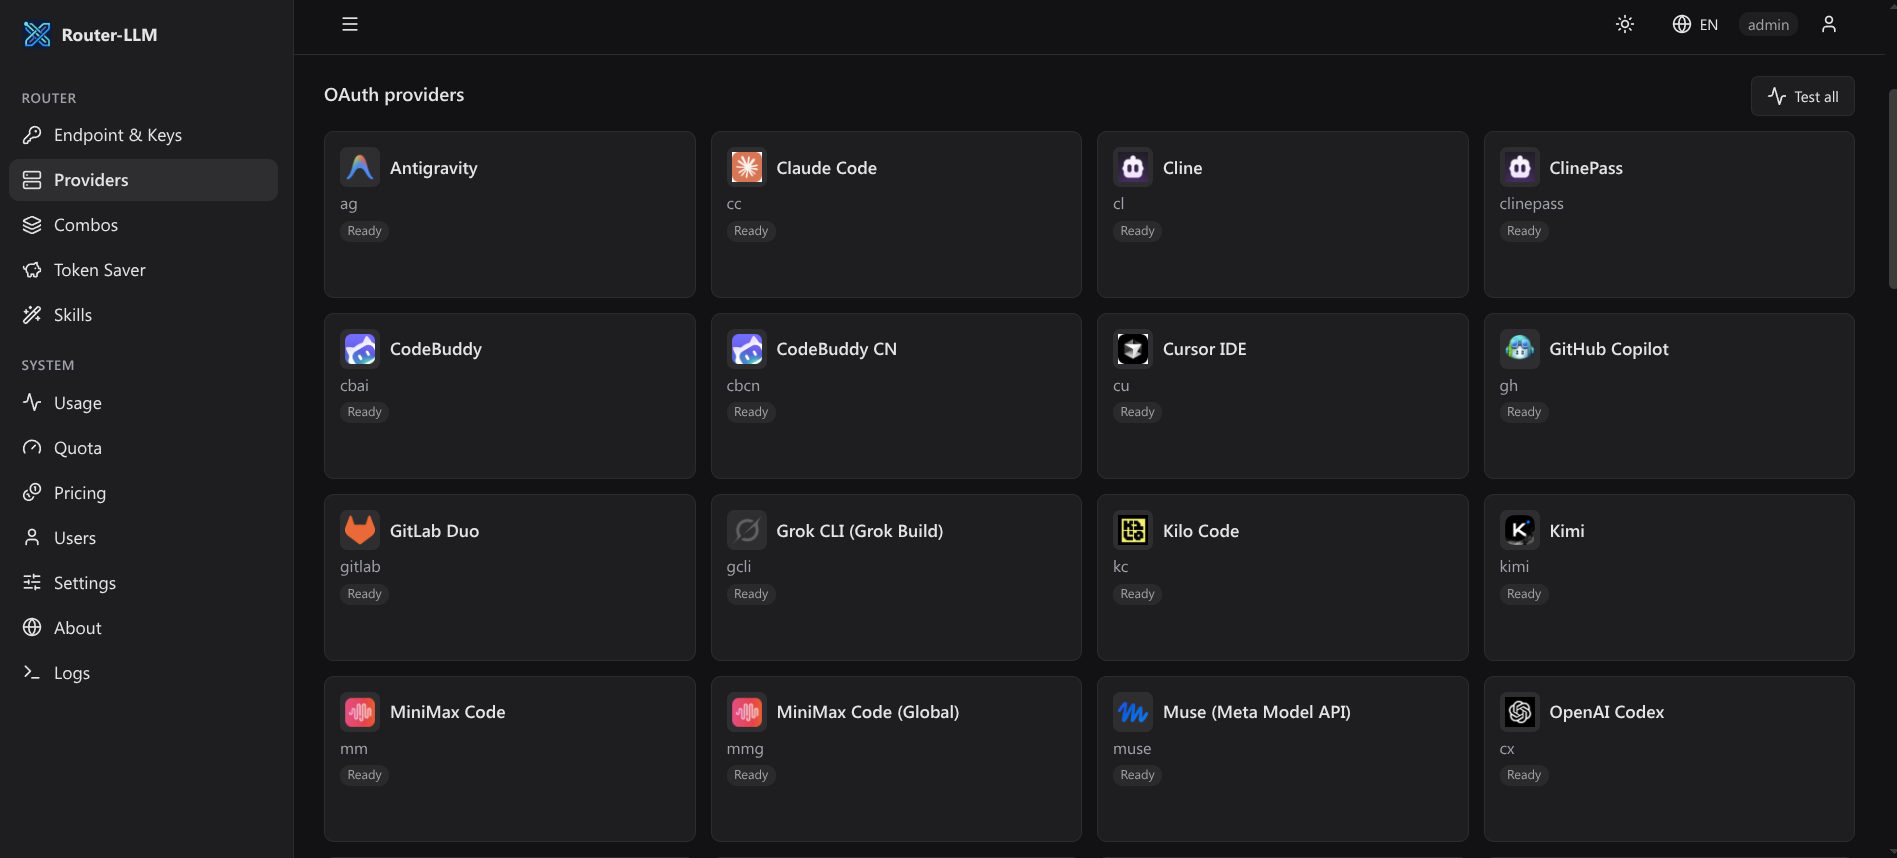 Router-LLM
EN
admin
ROUTER
Endpoint & Keys
Providers
Combos
Token Saver
Skills
SYSTEM
Usage
Quota
Pricing
Users
Settings
About
Logs
OAuth providers
Test all
Antigravity
ag
Ready
Claude Code
cc
Ready
Cline
cl
Ready
ClinePass
clinepass
Ready
CodeBuddy
cbai
Ready
CodeBuddy CN
cbcn
Ready
Cursor IDE
cu
Ready
GitHub Copilot
gh
Ready
GitLab Duo
gitlab
Ready
Grok CLI (Grok Build)
gcli
Ready
Kilo Code
kc
Ready
Kimi
kimi
Ready
MiniMax Code
mm
Ready
MiniMax Code (Global)
mmg
Ready
Muse (Meta Model API)
muse
Ready
OpenAI Codex
cx
Ready